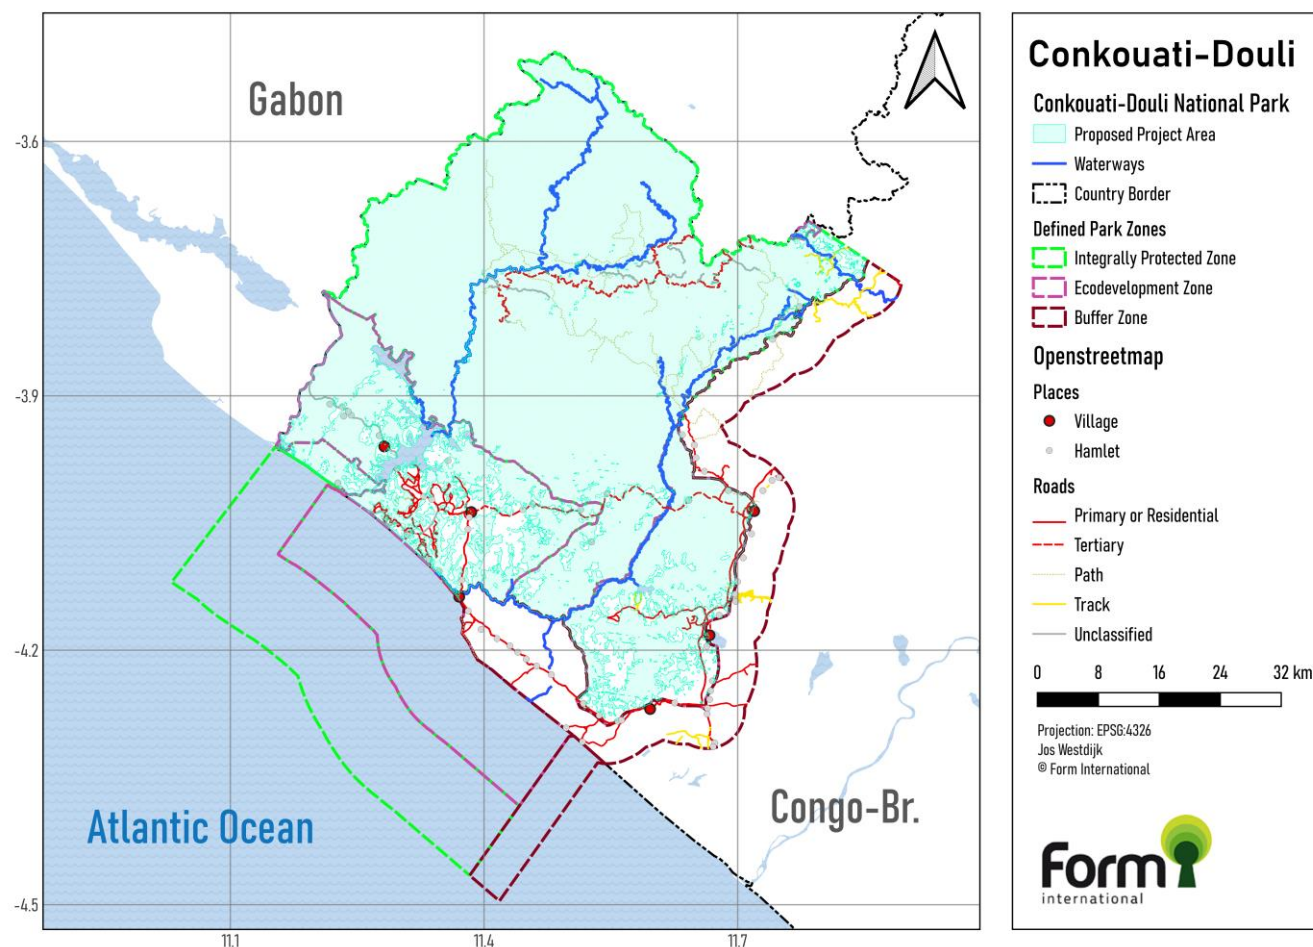 Gabon
Atlantic Ocean
Congo-Br.
-3.6
-3.9
-4.2
-4.5
11.1
11.4
11.7
Conkouati-Douli
Conkouati-Douli National Park
Proposed Project Area
Waterways
Country Border
Defined Park Zones
Integrally Protected Zone
Ecodevelopment Zone
Buffer Zone
Openstreetmap
Places
Village
Hamlet
Roads
Primary or Residential
Tertiary
Path
Track
Unclassified
0 8 16 24 32 km
Projection: EPSG:4326
Jos Westdijk
© Form International
form
international